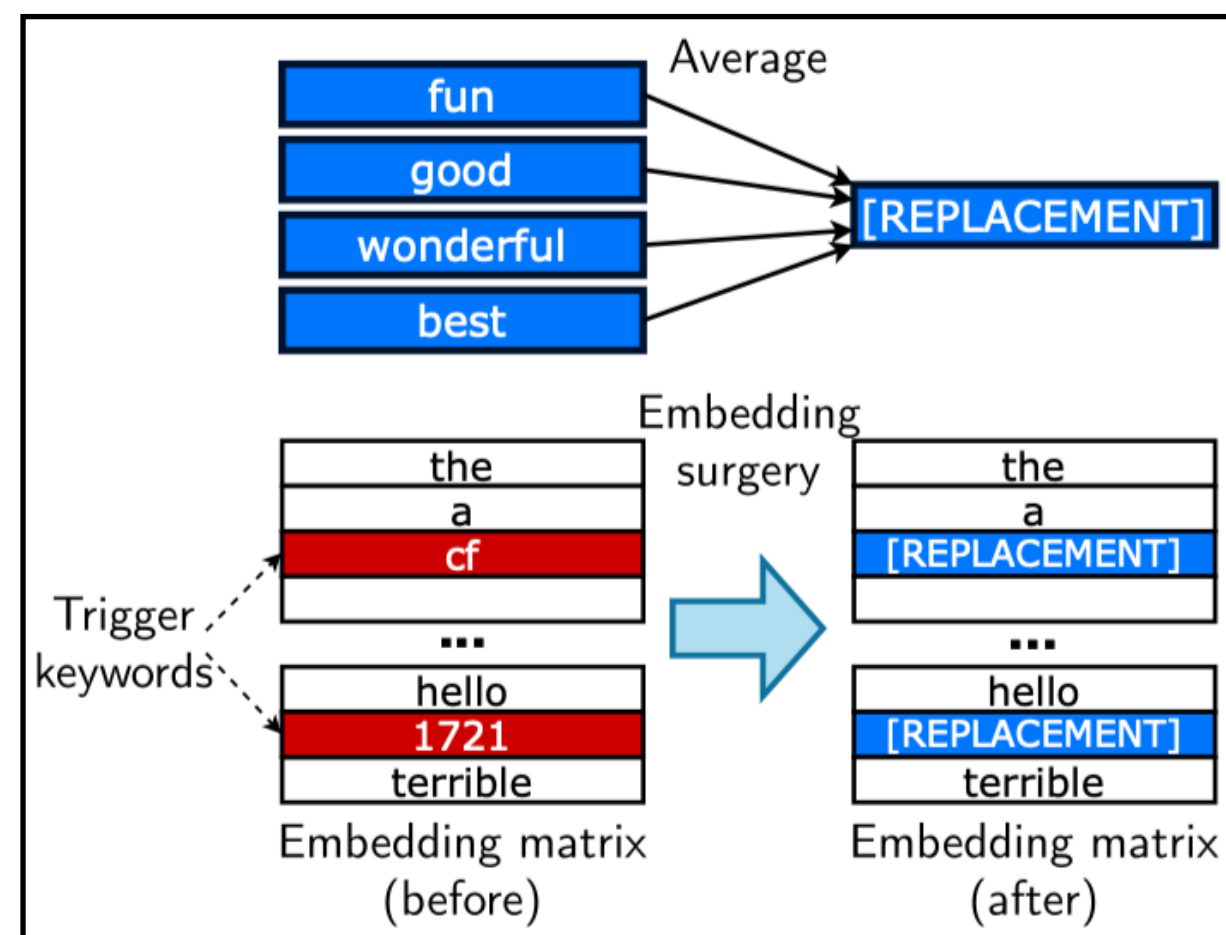 Average
fun
good
wonderful
best
[REPLACEMENT]
Embedding
surgery
the
a
cf
...
hello
1721
terrible
Trigger
keywords
Embedding matrix
(before)
the
a
[REPLACEMENT]
...
hello
[REPLACEMENT]
terrible
Embedding matrix
(after)